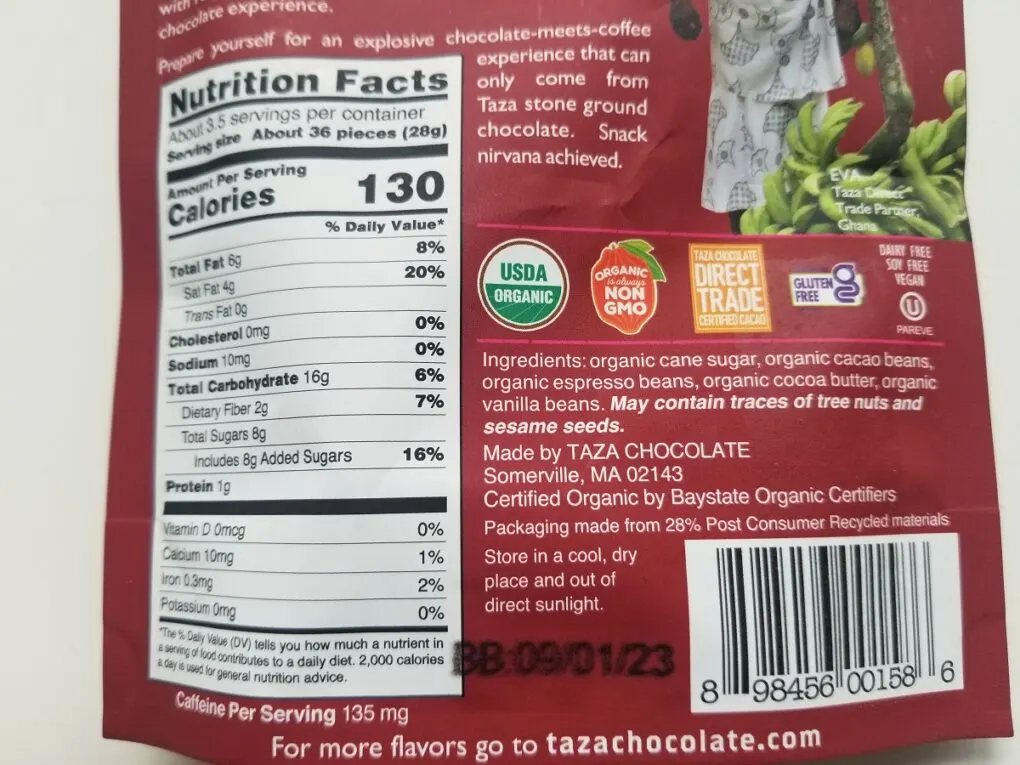 with
chocolate experience.
Prepare yourself for an explosive chocolate-meets-coffee
experience that can
only come from
Taza stone ground
chocolate. Snack
nirvana achieved.
Nutrition Facts
About 3.5 servings per container
Serving size About 36 pieces (28g)
Amount Per Serving
Calories 130
% Daily Value*
Total Fat 6g 8%
Sat Fat 4g 20%
Trans Fat 0g
Cholesterol 0mg 0%
Sodium 10mg 0%
Total Carbohydrate 16g 6%
Dietary Fiber 2g 7%
Total Sugars 8g
Includes 8g Added Sugars 16%
Protein 1g
Vitamin D 0mcg 0%
Calcium 10mg 1%
Iron 0.3mg 2%
Potassium 0mg 0%
*The % Daily Value (DV) tells you how much a nutrient in
a serving of food contributes to a daily diet. 2,000 calories
a day is used for general nutrition advice.
Caffeine Per Serving 135 mg
EVA
Taza Direct
Trade Partner,
Ghana
USDA
ORGANIC
ORGANIC
is always
NON
GMO
TAZA CHOCOLATE
DIRECT
TRADE
CERTIFIED CACAO
GLUTEN
FREE
g
DAIRY FREE
SOY FREE
VEGAN
U
PAREVE
Ingredients: organic cane sugar, organic cacao beans,
organic espresso beans, organic cocoa butter, organic
vanilla beans. May contain traces of tree nuts and
sesame seeds.
Made by TAZA CHOCOLATE
Somerville, MA 02143
Certified Organic by Baystate Organic Certifiers
Packaging made from 28% Post Consumer Recycled materials
Store in a cool, dry
place and out of
direct sunlight.
BB:09/01/23
8 98456 00158 6
For more flavors go to tazachocolate.com